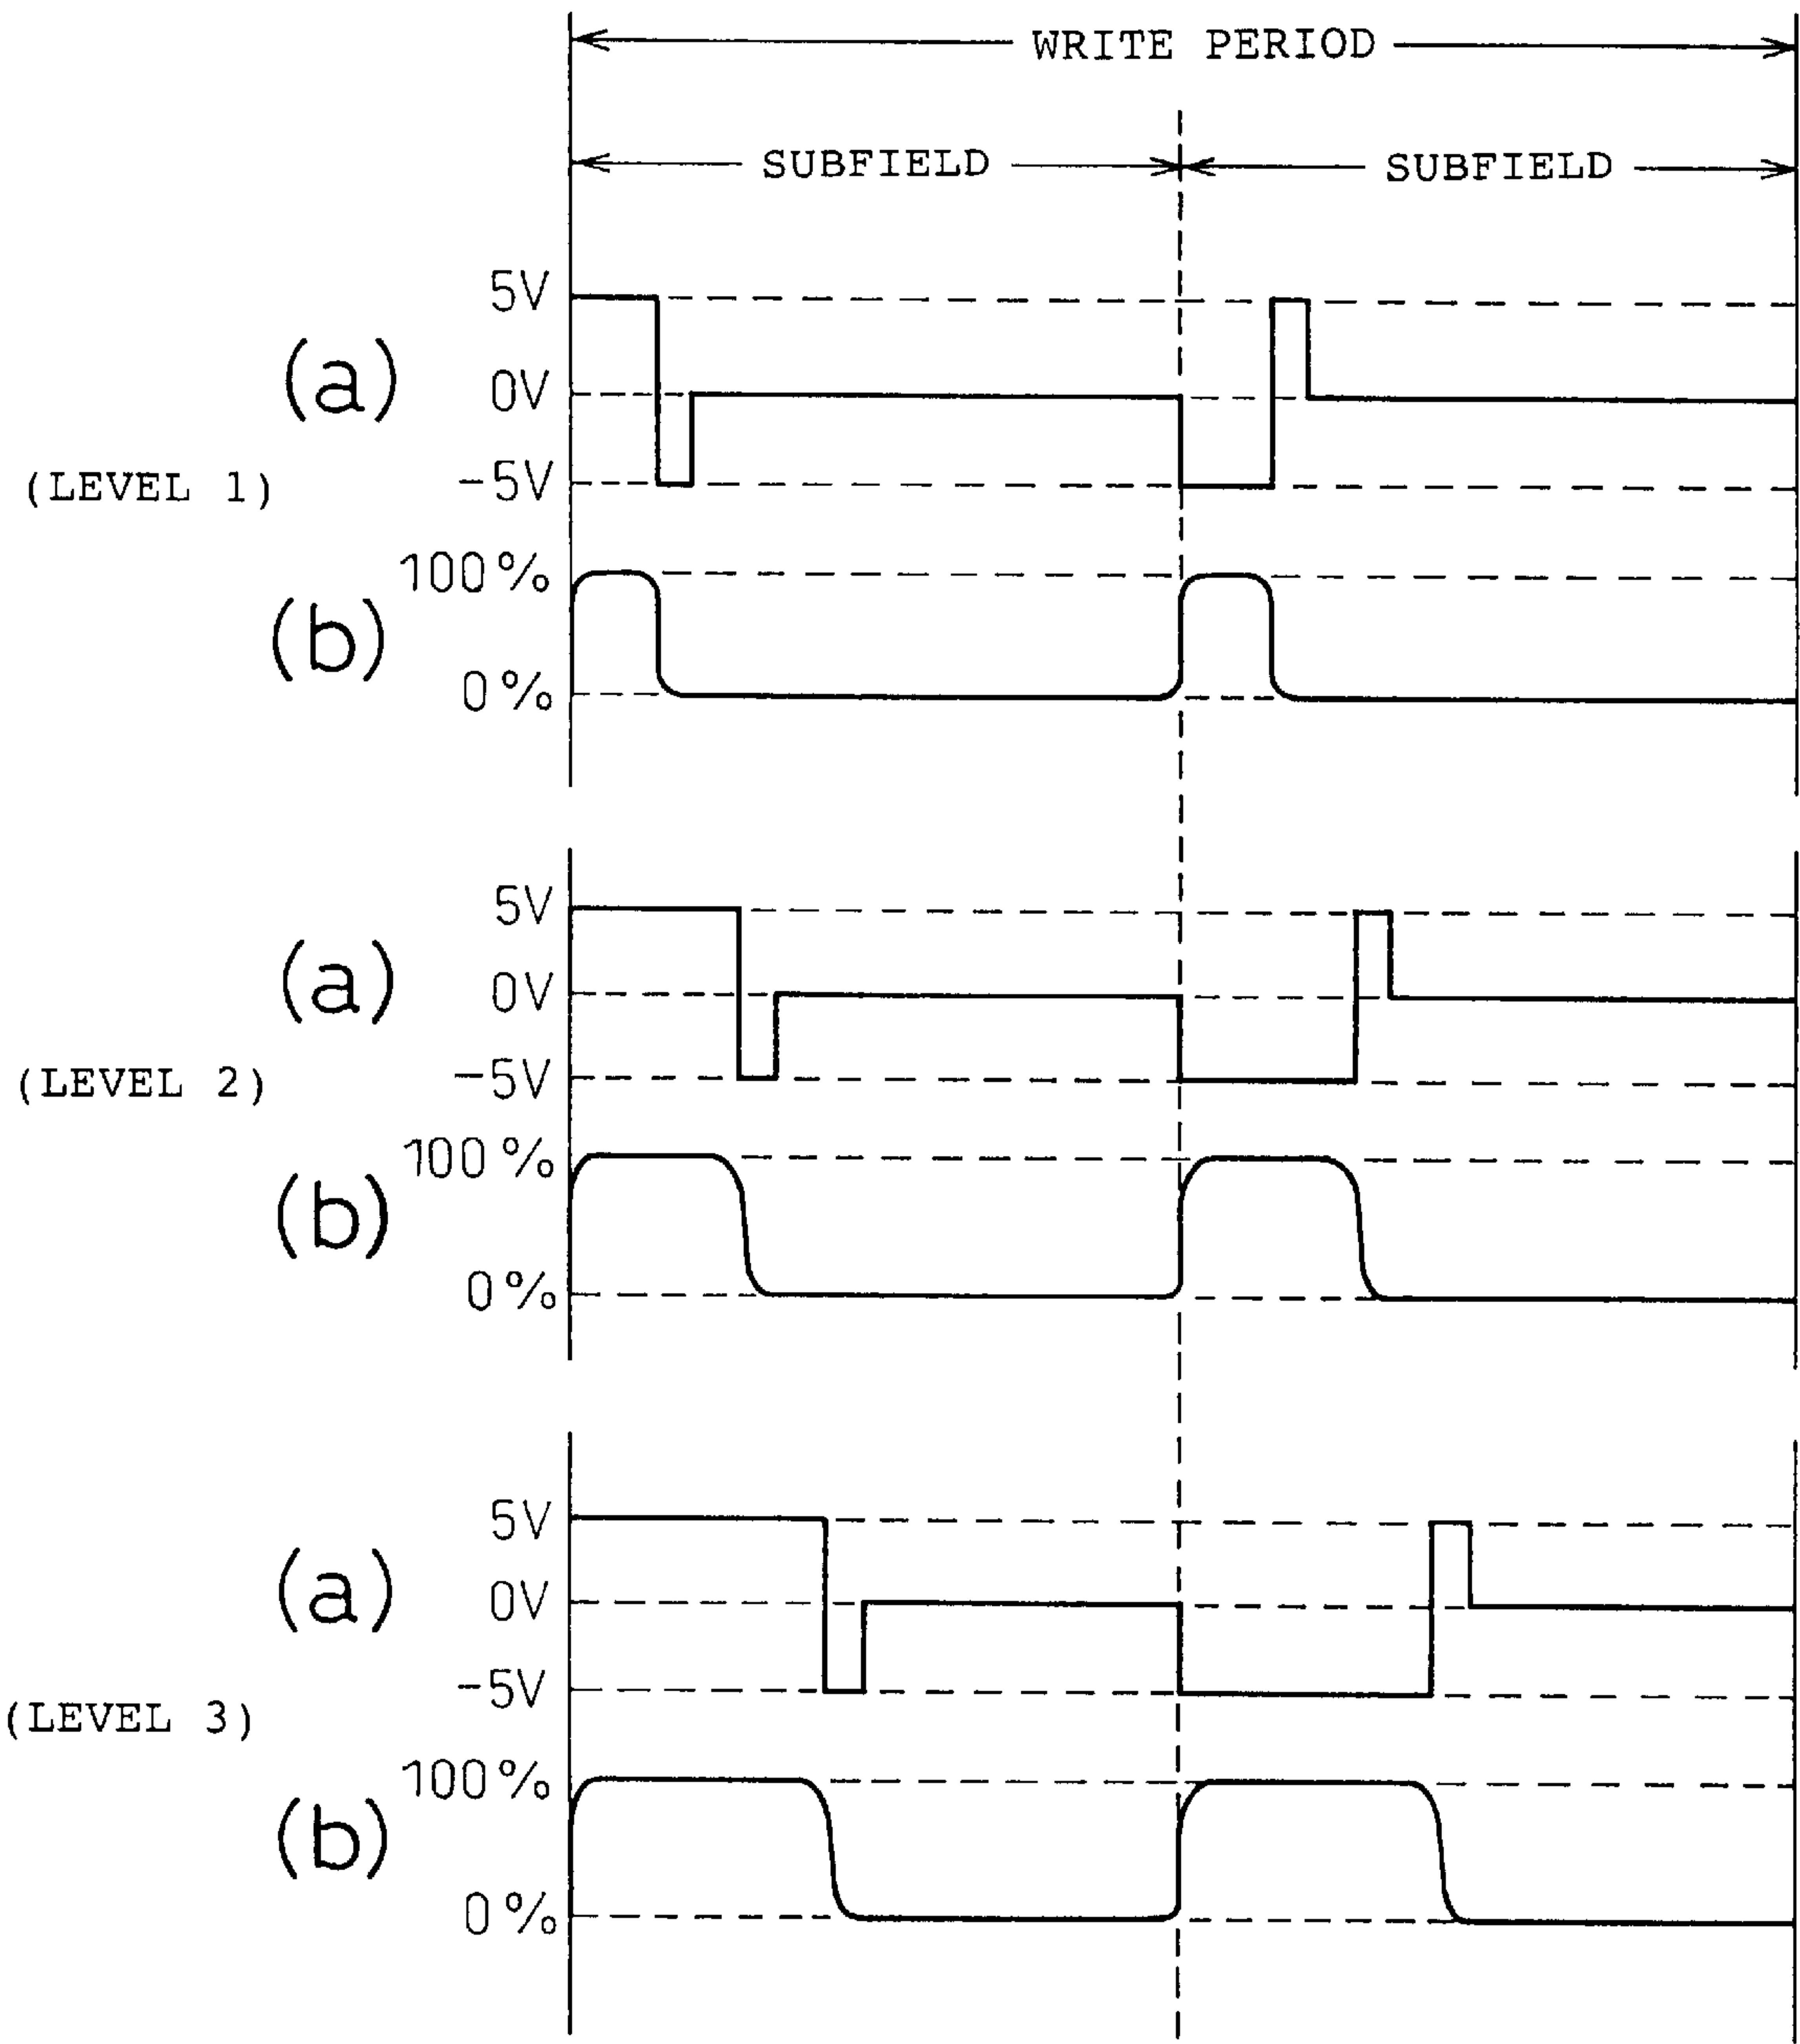 WRITE PERIOD
SUBFIELD SUBFIELD
5V
(a) 0V
(LEVEL 1) -5V
100%
(b)
0%
5V
(a) 0V
(LEVEL 2) -5V
100%
(b)
0%
5V
(a) 0V
(LEVEL 3) -5V
100%
(b)
0%